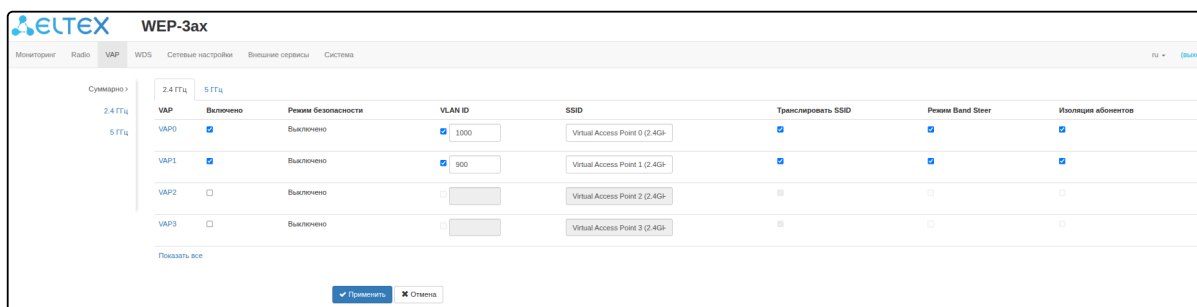 ELTEX WEP-3ax
Мониторинг Radio VAP WDS Сетевые настройки Внешние сервисы Система ru
Суммарно 2.4 ГГц 5 ГГц
2.4 ГГц VAP Включено Режим безопасности VLAN ID SSID Транслировать SSID Режим Band Steer Изоляция абонентов
5 ГГц VAP0 Выключено 1000 Virtual Access Point 0 (2.4GH
VAP1 Выключено 900 Virtual Access Point 1 (2.4GH
VAP2 Выключено Virtual Access Point 2 (2.4GH
VAP3 Выключено Virtual Access Point 3 (2.4GH
Показать все
Применить Отмена